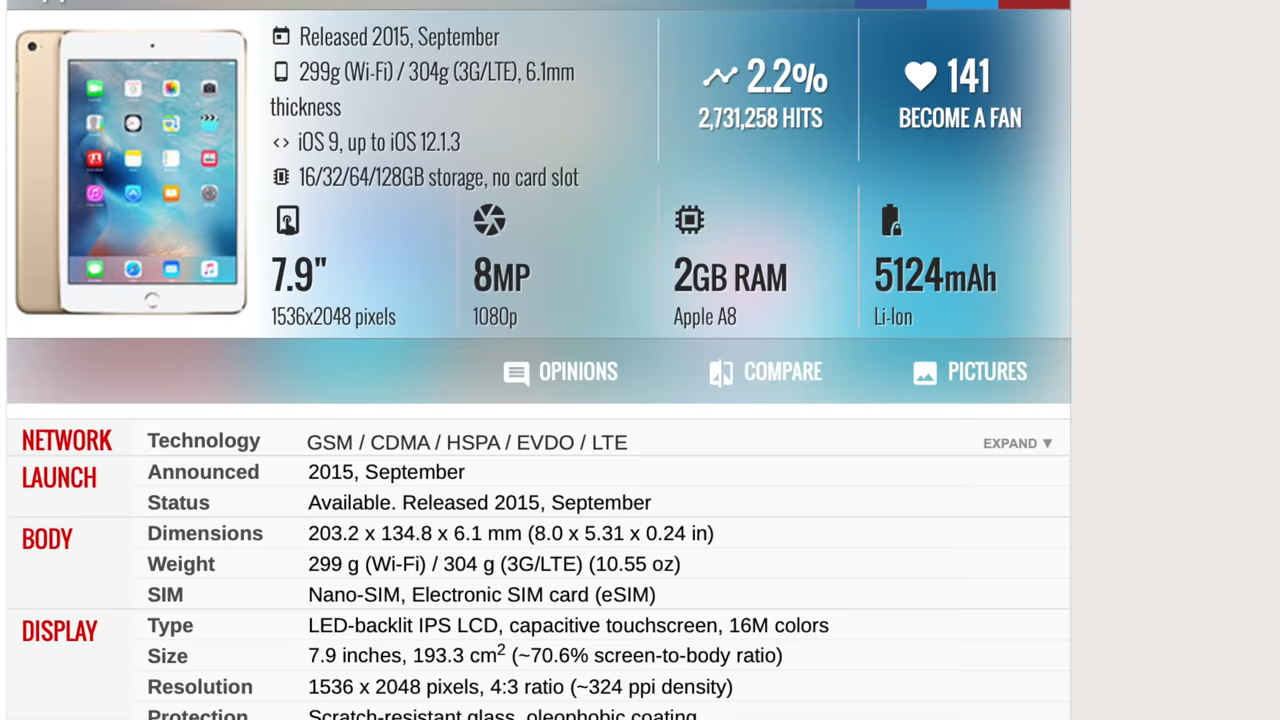 Released 2015, September
299g (Wi-Fi) / 304g (3G/LTE), 6.1mm
thickness
iOS 9, up to iOS 12.1.3
16/32/64/128GB storage, no card slot
2.2%
2,731,258 HITS
141
BECOME A FAN
7.9"
1536x2048 pixels
8MP
1080p
2GB RAM
Apple A8
5124mAh
Li-Ion
OPINIONS
COMPARE
PICTURES
NETWORK Technology GSM / CDMA / HSPA / EVDO / LTE EXPAND ▼
LAUNCH Announced 2015, September
Status Available. Released 2015, September
BODY Dimensions 203.2 x 134.8 x 6.1 mm (8.0 x 5.31 x 0.24 in)
Weight 299 g (Wi-Fi) / 304 g (3G/LTE) (10.55 oz)
SIM Nano-SIM, Electronic SIM card (eSIM)
DISPLAY Type LED-backlit IPS LCD, capacitive touchscreen, 16M colors
Size 7.9 inches, 193.3 cm2 (~70.6% screen-to-body ratio)
Resolution 1536 x 2048 pixels, 4:3 ratio (~324 ppi density)
Protection Scratch-resistant glass, oleophobic coating